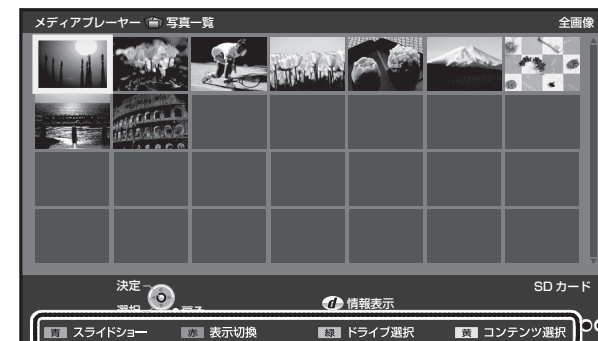 メディアプレーヤー 写真一覧 全画像
決定 SDカード
選択 戻る d 情報表示
青 スライドショー 赤 表示切換 緑 ドライブ選択 黄 コンテンツ選択